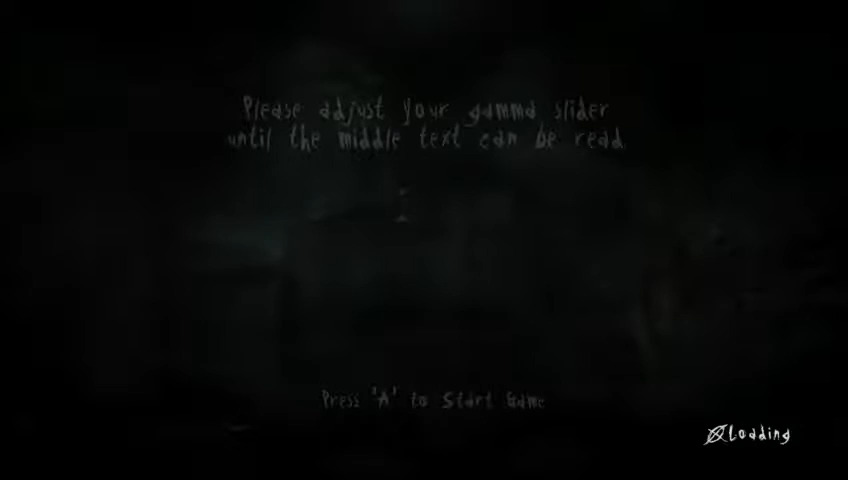 Please adjust your gamma slider
until the middle text can be read
Press 'A' to Start Game
Loading